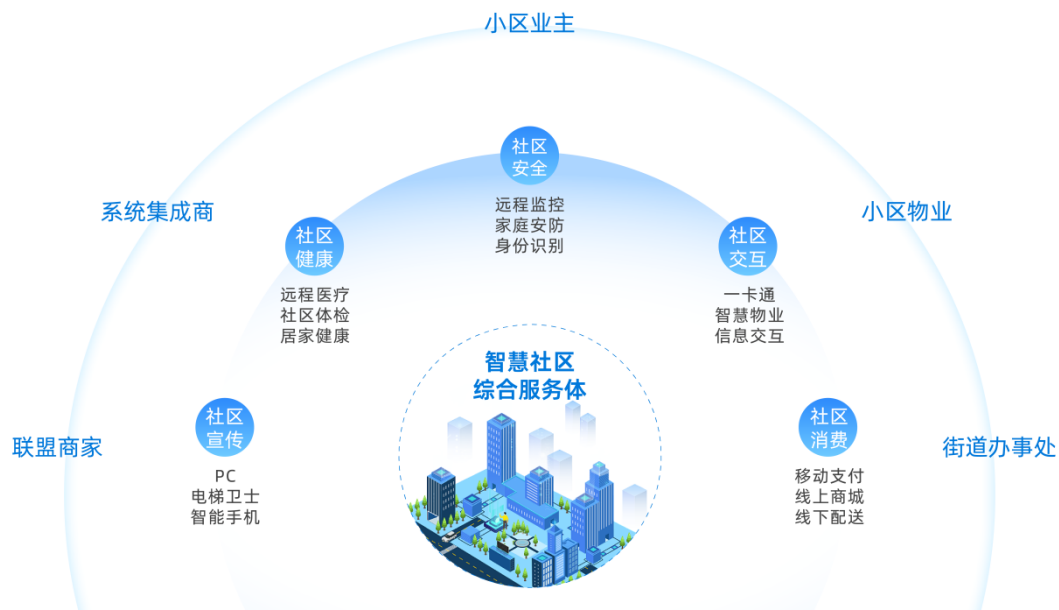 小区业主
系统集成商
小区物业
联盟商家
街道办事处
社区
安全
远程监控
家庭安防
身份识别
社区
健康
远程医疗
社区体检
居家健康
社区
交互
一卡通
智慧物业
信息交互
社区
宣传
PC
电梯卫士
智能手机
社区
消费
移动支付
线上商城
线下配送
智慧社区
综合服务体